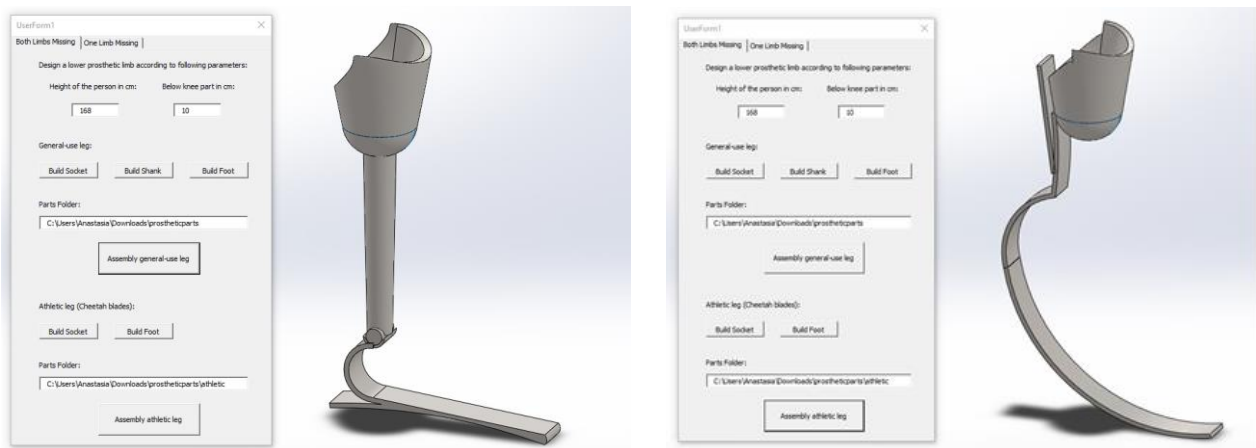 UserForm1
Both Limbs Missing One Limb Missing
Design a lower prosthetic limb according to following parameters:
Height of the person in cm: Below knee part in cm:
168 10
General-use leg:
Build Socket Build Shank Build Foot
Parts Folder:
C:\Users\Anastasia\Downloads\prostheticparts
Assembly general-use leg
Athletic leg (Cheetah blades):
Build Socket Build Foot
Parts Folder:
C:\Users\Anastasia\Downloads\prostheticparts\athletic
Assembly athletic leg
UserForm1
Both Limbs Missing One Limb Missing
Design a lower prosthetic limb according to following parameters:
Height of the person in cm: Below knee part in cm:
168 10
General-use leg:
Build Socket Build Shank Build Foot
Parts Folder:
C:\Users\Anastasia\Downloads\prostheticparts
Assembly general-use leg
Athletic leg (Cheetah blades):
Build Socket Build Foot
Parts Folder:
C:\Users\Anastasia\Downloads\prostheticparts\athletic
Assembly athletic leg